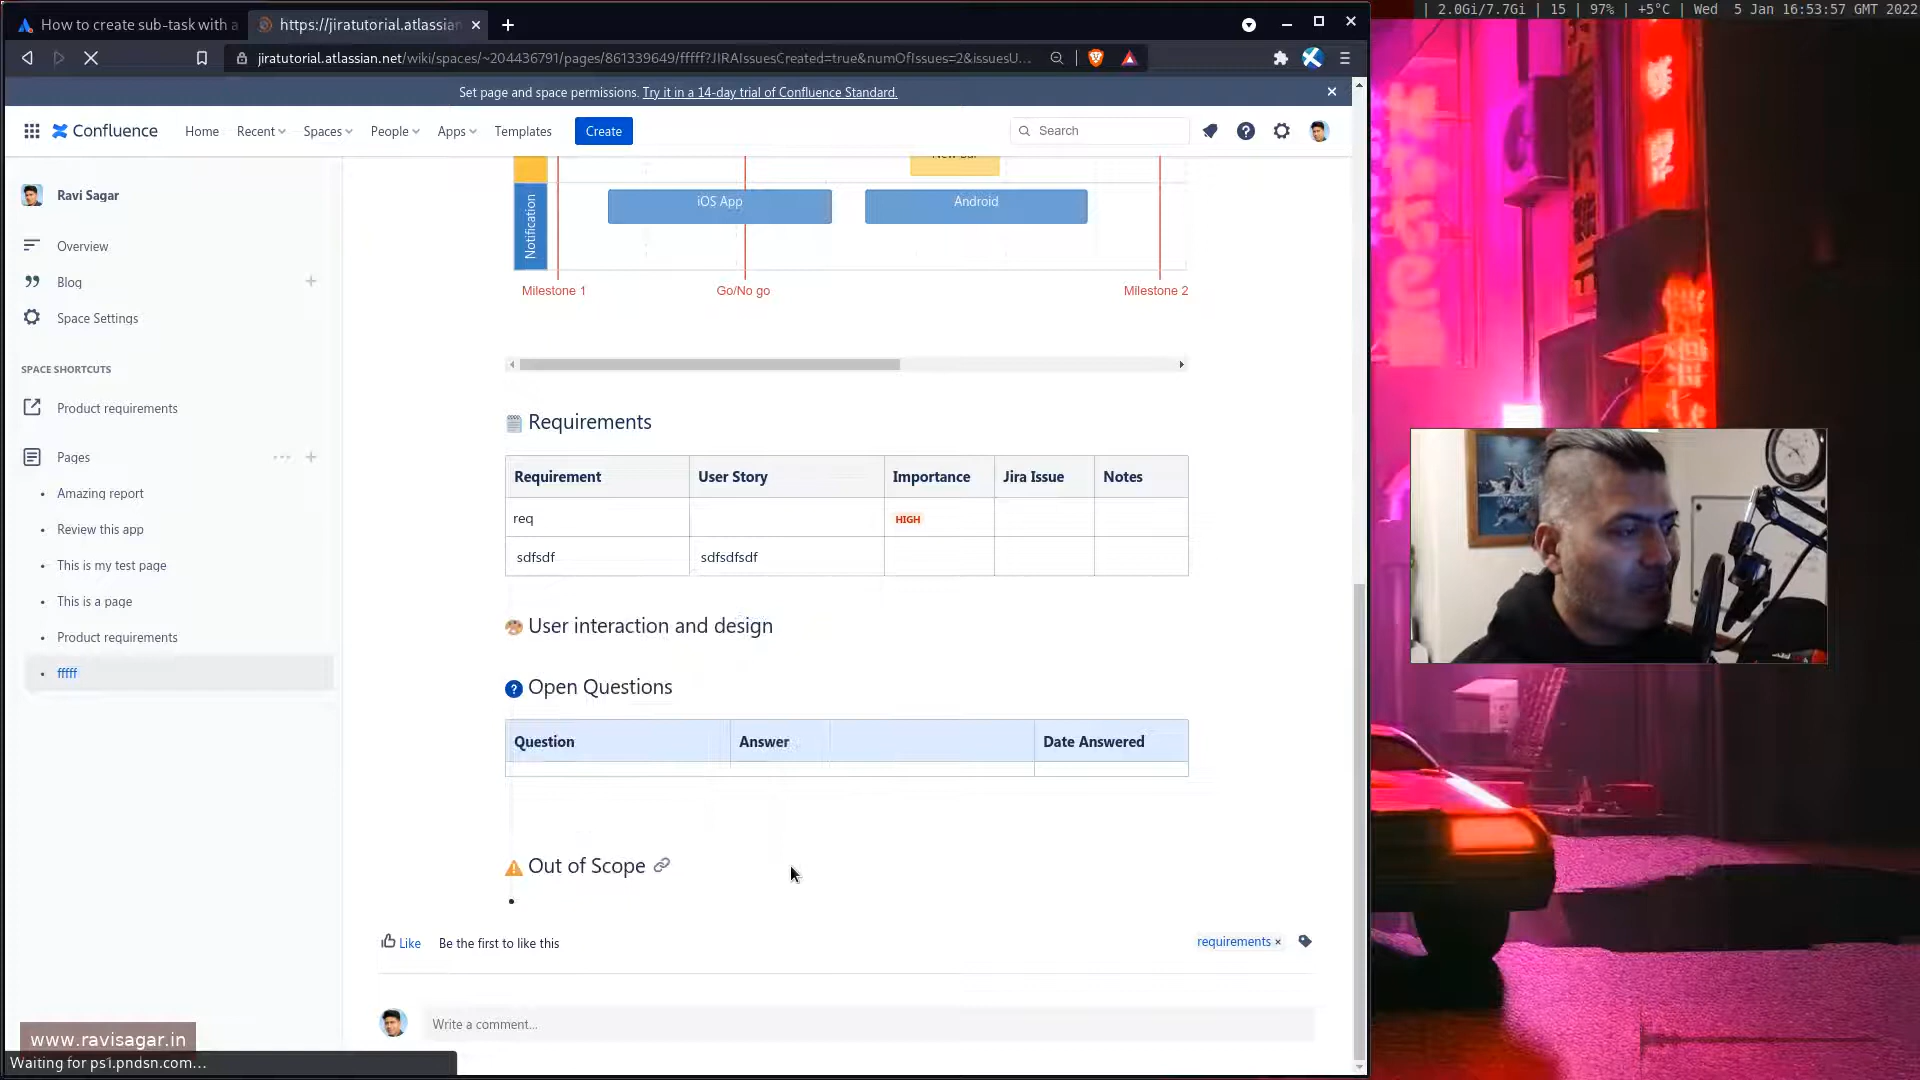 How to create sub-task with a
https://jiratutorial.atlassian
| 2.0Gi/7.7Gi | 15 | 97% | +5°C | Wed 5 Jan 16:53:57 GMT 2022
jiratutorial.atlassian.net/wiki/spaces/~204436791/pages/861339649/fffff?JIRAIssuesCreated=true&numOfIssues=2&issuesU...
Set page and space permissions. Try it in a 14-day trial of Confluence Standard.
Confluence
Home
Recent
Spaces
People
Apps
Templates
Create
Search
Ravi Sagar
Overview
Blog
Space Settings
SPACE SHORTCUTS
Product requirements
Pages
Amazing report
Review this app
This is my test page
This is a page
Product requirements
fffff
New Bar
Notification
iOS App
Android
Milestone 1
Go/No go
Milestone 2
Requirements
Requirement User Story Importance Jira Issue Notes
req HIGH
sdfsdf sdfsdfsdf
User interaction and design
Open Questions
Question Answer Date Answered
Out of Scope
Like
Be the first to like this
requirements ×
Write a comment...
www.ravisagar.in
Waiting for ps1.pndsn.com...